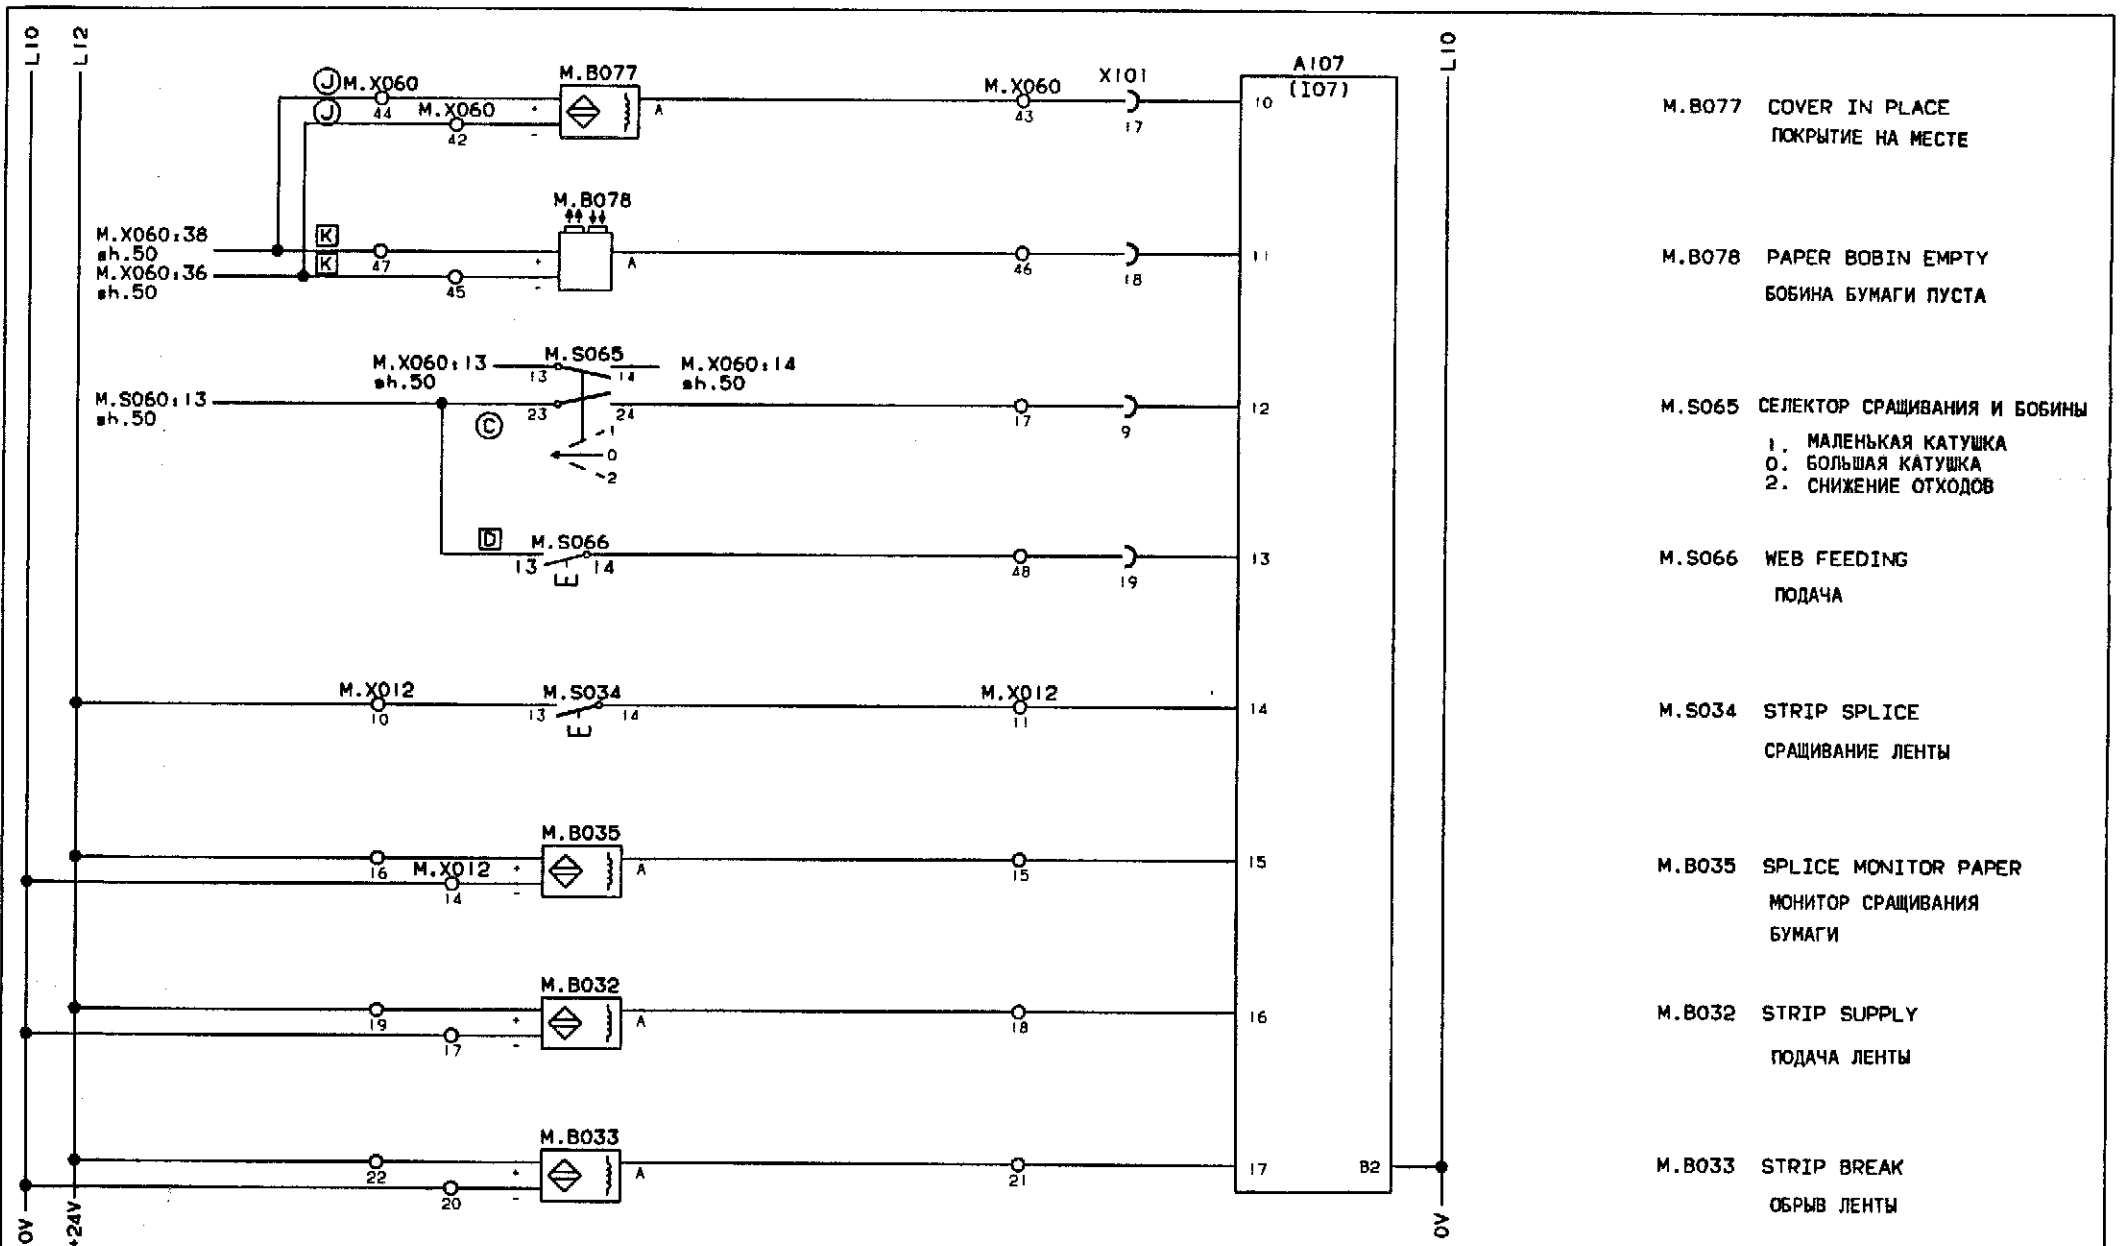 L10
L12
L10
J M.X060
44
J
M.X060
42
M.B077
+
-
A
M.X060
43
X101
17
A107
(I07)
10
M.B077 COVER IN PLACE
ПОКРЫТИЕ НА МЕСТЕ
M.X060:38
sh.50
M.X060:36
sh.50
K
47
K
45
M.B078
+
-
A
46
18
11
M.B078 PAPER BOBIN EMPTY
БОБИНА БУМАГИ ПУСТА
M.X060:13
sh.50
M.S065
13
14
M.X060:14
sh.50
M.S060:13
sh.50
C
23
24
1
0
2
17
9
12
M.S065 СЕЛЕКТОР СРАЩИВАНИЯ И БОБИНЫ
1. МАЛЕНЬКАЯ КАТУШКА
0. БОЛЬШАЯ КАТУШКА
2. СНИЖЕНИЕ ОТХОДОВ
D
M.S066
13
14
48
19
13
M.S066 WEB FEEDING
ПОДАЧА
M.X012
10
M.S034
13
14
M.X012
11
14
M.S034 STRIP SPLICE
СРАЩИВАНИЕ ЛЕНТЫ
16
M.X012
14
M.B035
+
-
A
15
15
M.B035 SPLICE MONITOR PAPER
МОНИТОР СРАЩИВАНИЯ
БУМАГИ
19
17
M.B032
+
-
A
18
16
M.B032 STRIP SUPPLY
ПОДАЧА ЛЕНТЫ
22
20
M.B033
+
-
A
21
17
B2
M.B033 STRIP BREAK
ОБРЫВ ЛЕНТЫ
0V
+24V
0V